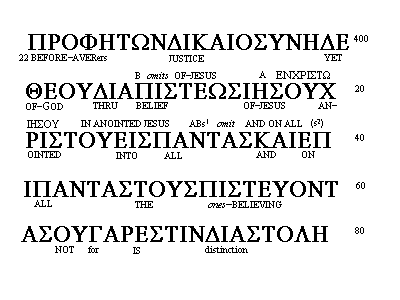 ΠΡΟΦΗΤΩΝΔΙΚΑΙΟΣΥΝΗΔΕ 400
22 BEFORE-AVERers JUSTICE YET
B omits OF-JESUS A ΕΝΧΡΙΣΤΩ
ΘΕΟΥΔΙΑΠΙΣΤΕΩΣΙΗΣΟΥΧ 20
OF-GOD THRU BELIEF OF-JESUS AN-
ΙΗΣΟΥ IN ANOINTED JESUS ABs¹ omit AND ON ALL (s²)
ΡΙΣΤΟΥΕΙΣΠΑΝΤΑΣΚΑΙΕΠ 40
OINTED INTO ALL AND ON
ΙΠΑΝΤΑΣΤΟΥΣΠΙΣΤΕΥΟΝΤ 60
ALL THE ones-BELIEVING
ΑΣΟΥΓΑΡΕΣΤΙΝΔΙΑΣΤΟΛΗ 80
NOT for IS distinction